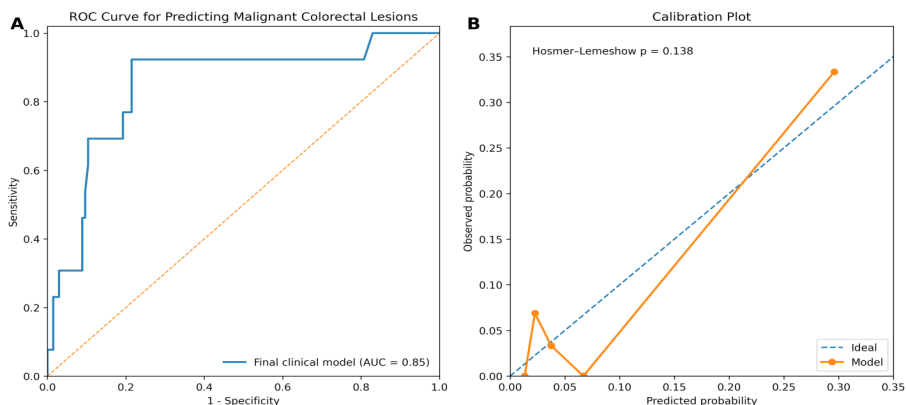 A
ROC Curve for Predicting Malignant Colorectal Lesions
1.0
0.8
0.6
0.4
0.2
0.0
Sensitivity
0.0 0.2 0.4 0.6 0.8 1.0
1 - Specificity
Final clinical model (AUC = 0.85)
B
Calibration Plot
Hosmer–Lemeshow p = 0.138
0.35
0.30
0.25
0.20
0.15
0.10
0.05
0.00
Observed probability
0.00 0.05 0.10 0.15 0.20 0.25 0.30 0.35
Predicted probability
Ideal
Model